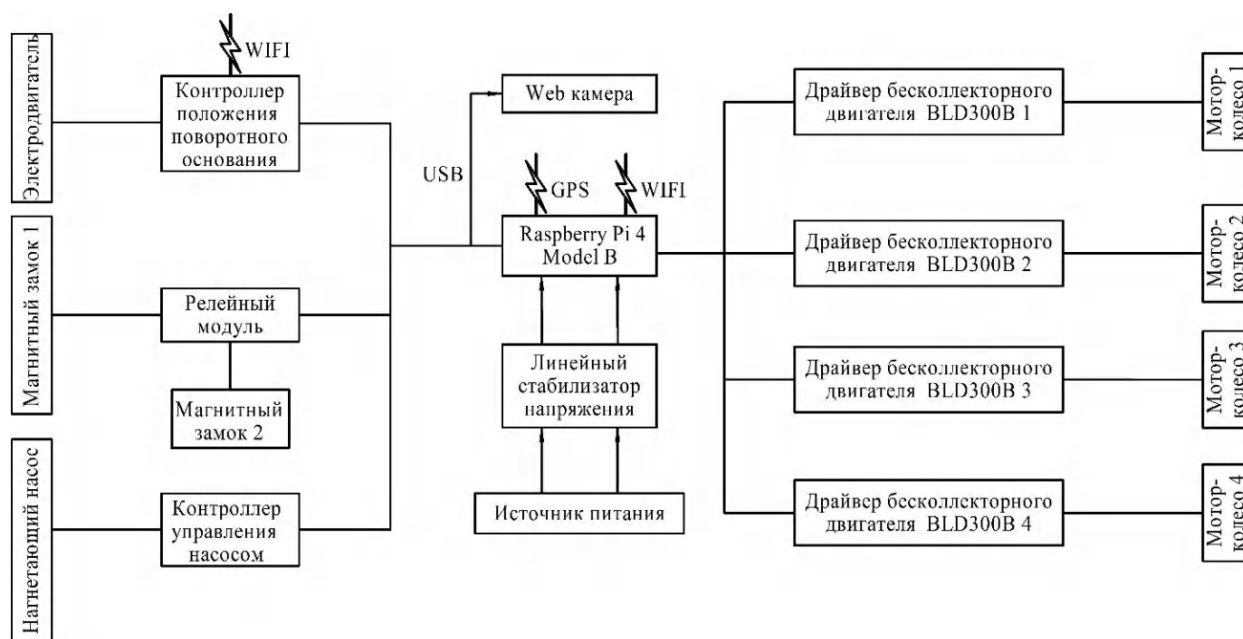 Электродвигатель
Магнитный замок 1
Нагнетающий насос
WIFI
Контроллер
положения
поворотного
основания
Релейный
модуль
Магнитный
замок 2
Контроллер
управления
насосом
USB
Web камера
GPS
WIFI
Raspberry Pi 4
Model B
Линейный
стабилизатор
напряжения
Источник питания
Драйвер бесколлекторного
двигателя BLD300B 1
Драйвер бесколлекторного
двигателя BLD300B 2
Драйвер бесколлекторного
двигателя BLD300B 3
Драйвер бесколлекторного
двигателя BLD300B 4
Мотор-
колесо 1
Мотор-
колесо 2
Мотор-
колесо 3
Мотор-
колесо 4